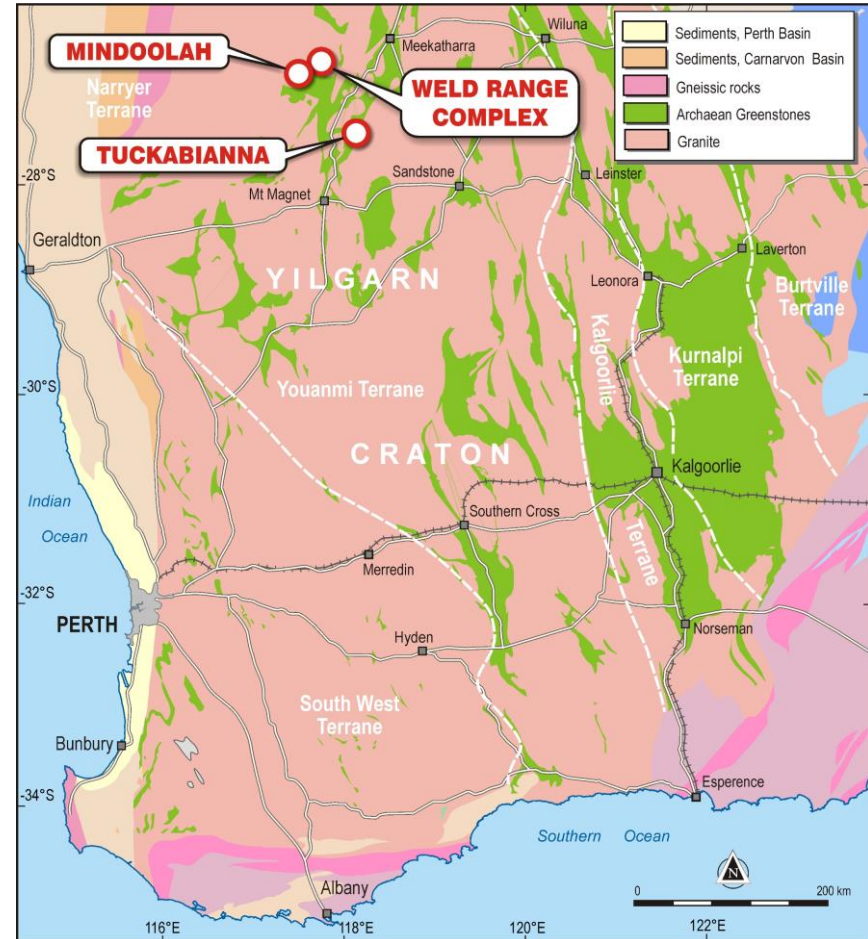 MINDOOLAH
Meekatharra
Wiluna
Narryer
Terrane
WELD RANGE
COMPLEX
TUCKABIANNA
Sediments, Perth Basin
Sediments, Carnarvon Basin
Gneissic rocks
Archaean Greenstones
Granite
-28°S
Mt Magnet
Sandstone
Leinster
Geraldton
YILGARN
Leonora
Laverton
Burtville
Terrane
Kalgoorlie
Kurnalpi
Terrane
-30°S
Youanmi Terrane
CRATON
Kalgoorlie
Indian
Ocean
Southern Cross
Terrane
Merredin
-32°S
PERTH
Hyden
Norseman
South West
Terrane
Bunbury
-34°S
Esperence
Southern Ocean
Albany
N
0 200 km
116°E
118°E
120°E
122°E